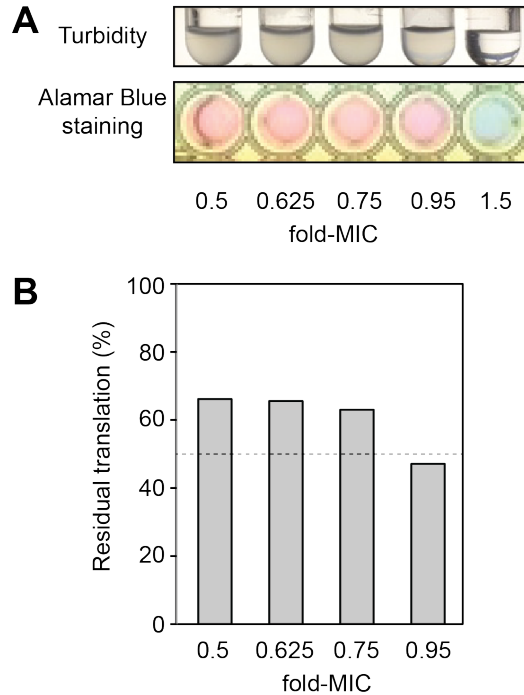 A
Turbidity
Alamar Blue
staining
0.5 0.625 0.75 0.95 1.5
fold-MIC
B
Residual translation (%)
100
80
60
40
20
0
0.5 0.625 0.75 0.95
fold-MIC